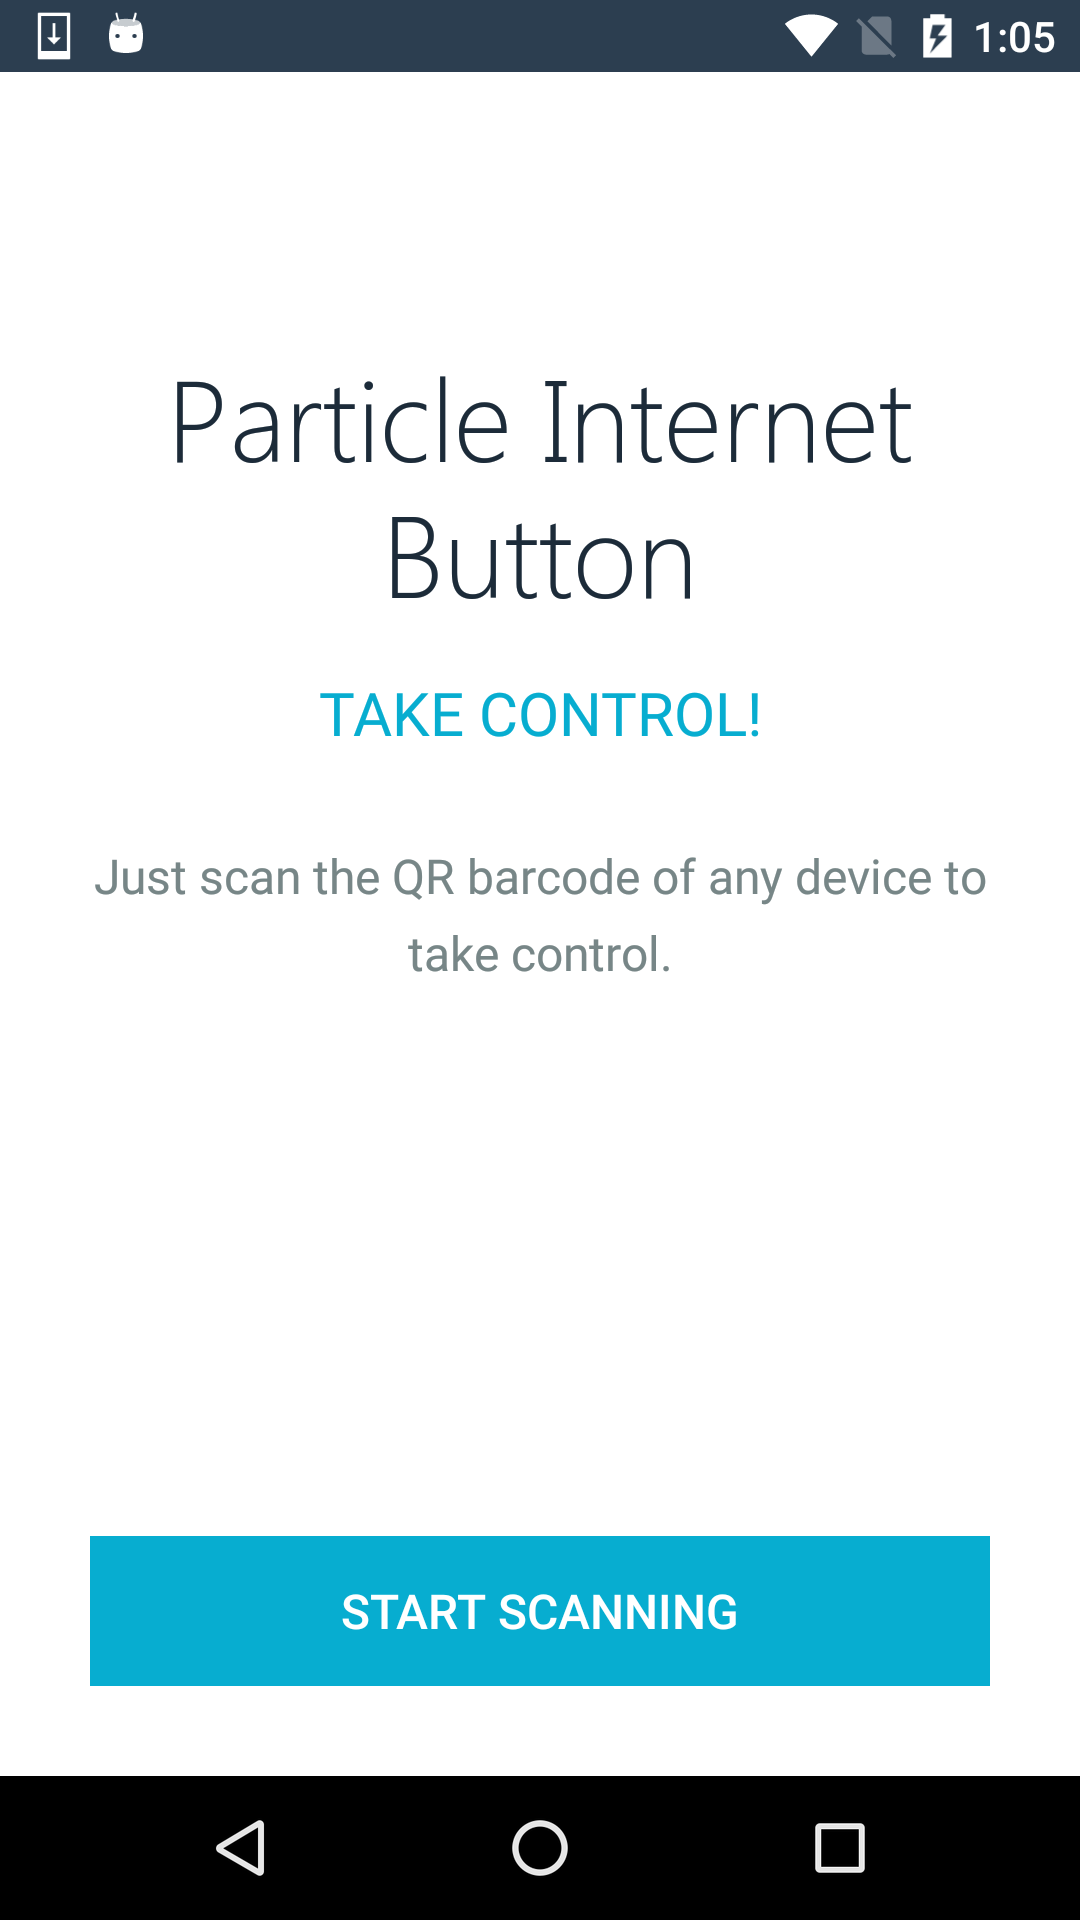 1:05
Particle Internet
Button
TAKE CONTROL!
Just scan the QR barcode of any device to
take control.
START SCANNING